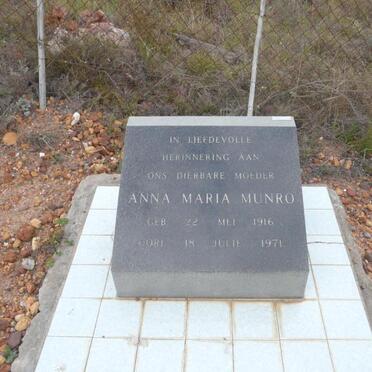 IN LIEFDEVOLLE
HERINNERING AAN
ONS DIERBARE MOEDER
ANNA MARIA MUNRO
GEB. 22 MEI 1916
OORL. 18 JULIE 1971.